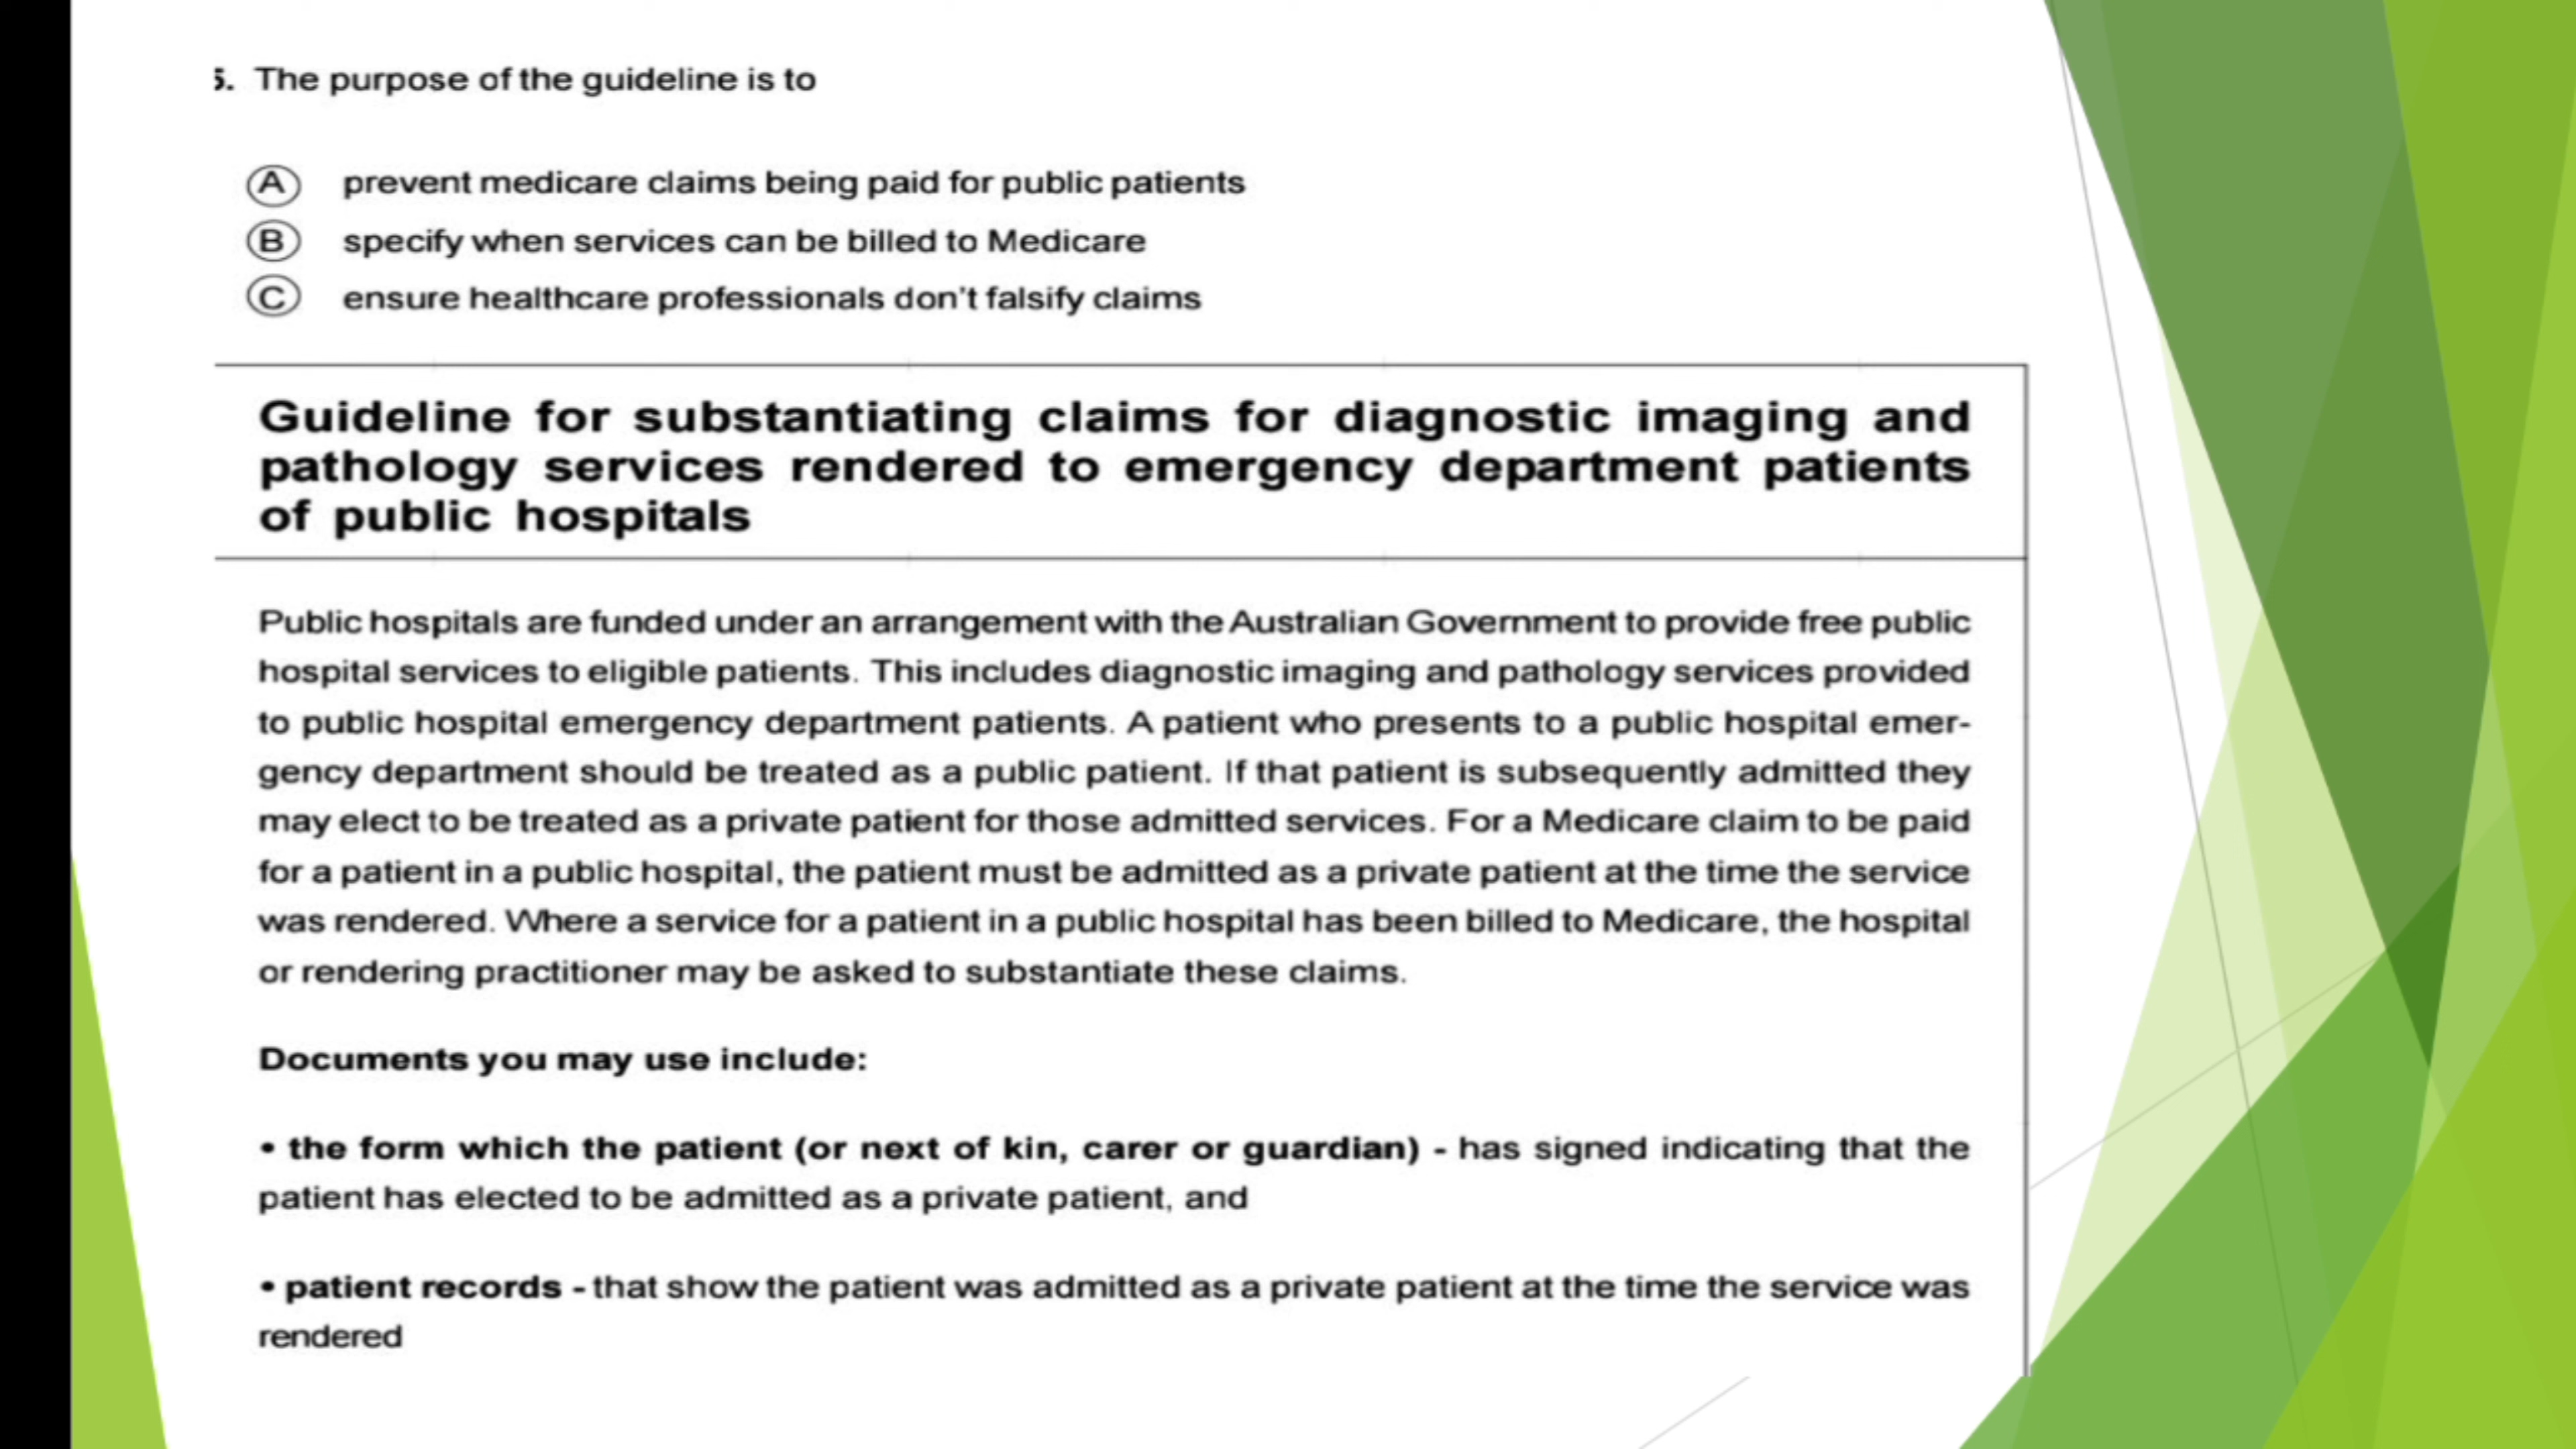 5. The purpose of the guideline is to
A prevent medicare claims being paid for public patients
B specify when services can be billed to Medicare
C ensure healthcare professionals don't falsify claims
Guideline for substantiating claims for diagnostic imaging and
pathology services rendered to emergency department patients
of public hospitals
Public hospitals are funded under an arrangement with the Australian Government to provide free public
hospital services to eligible patients. This includes diagnostic imaging and pathology services provided
to public hospital emergency department patients. A patient who presents to a public hospital emer-
gency department should be treated as a public patient. If that patient is subsequently admitted they
may elect to be treated as a private patient for those admitted services. For a Medicare claim to be paid
for a patient in a public hospital, the patient must be admitted as a private patient at the time the service
was rendered. Where a service for a patient in a public hospital has been billed to Medicare, the hospital
or rendering practitioner may be asked to substantiate these claims.
Documents you may use include:
• the form which the patient (or next of kin, carer or guardian) - has signed indicating that the
patient has elected to be admitted as a private patient, and
• patient records - that show the patient was admitted as a private patient at the time the service was
rendered